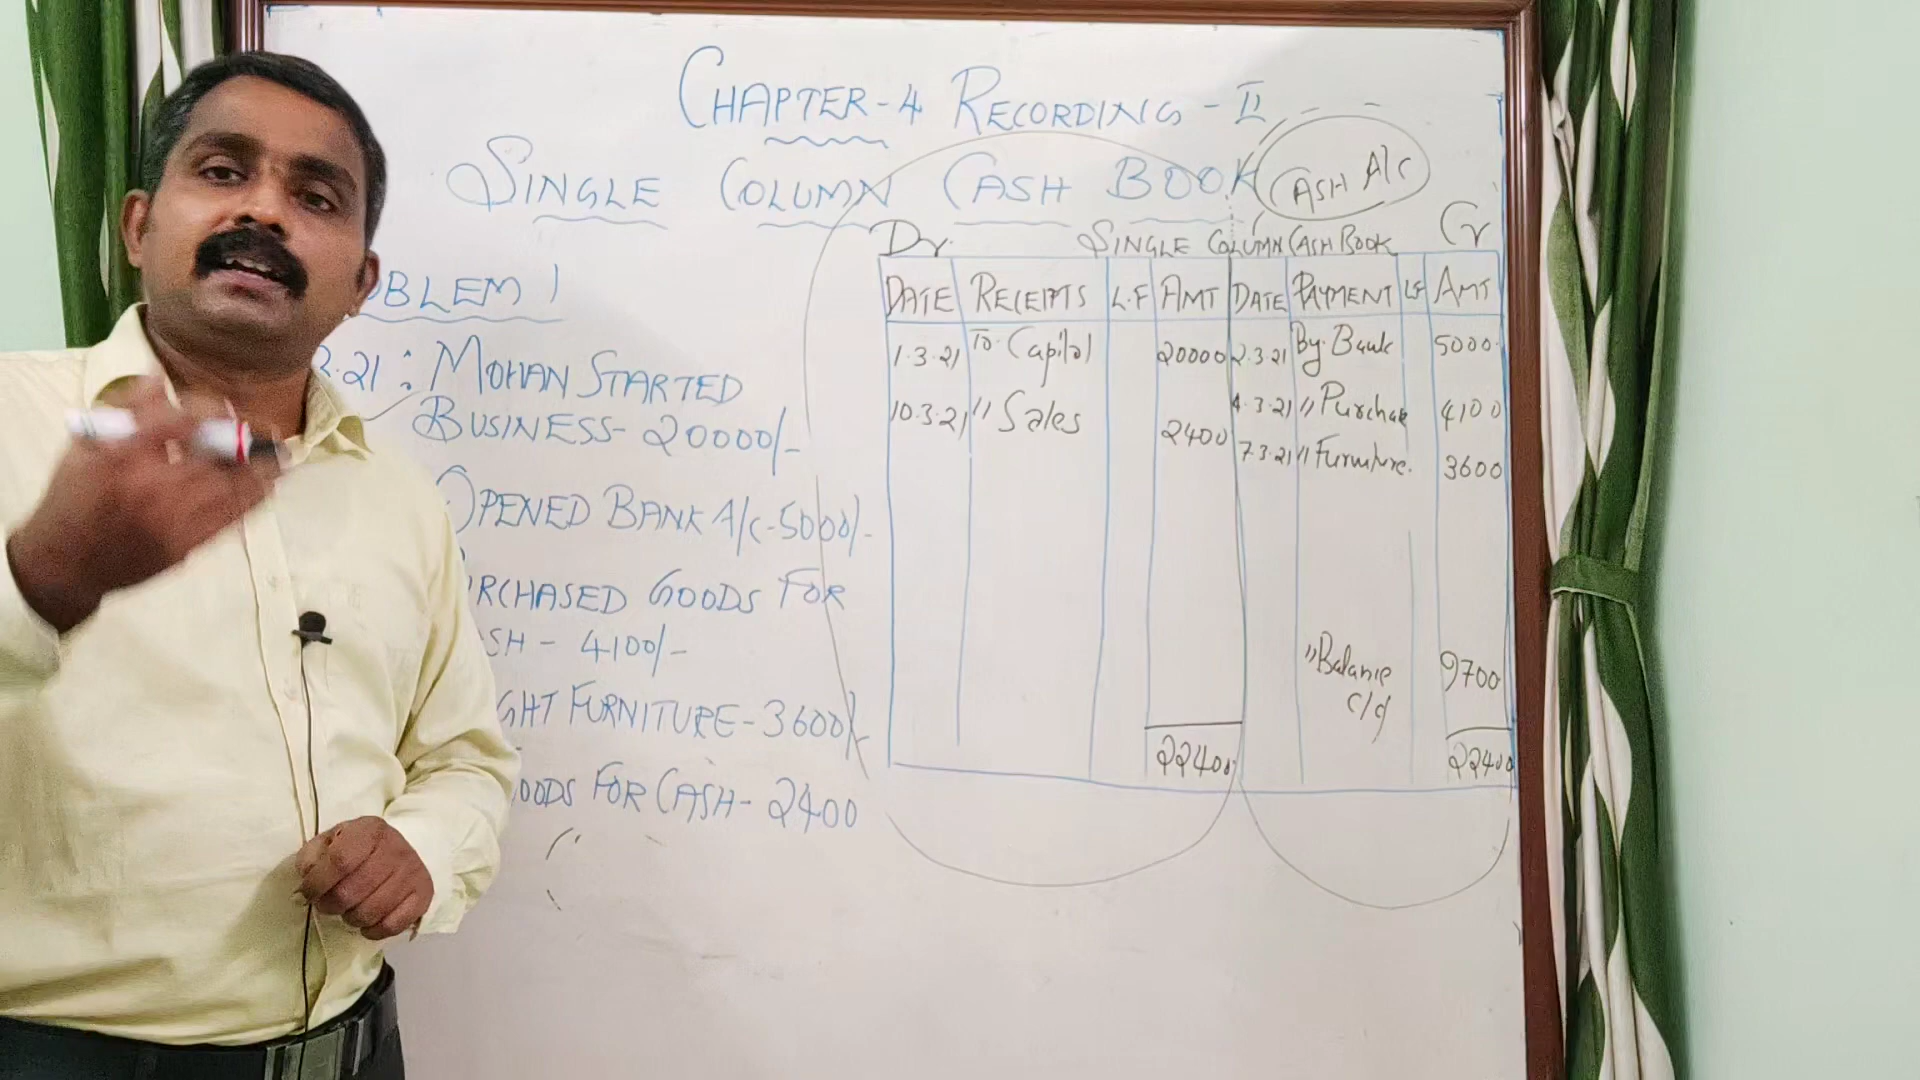 CHAPTER-4 RECORDING - II
SINGLE COLUMN CASH BOOK
CASH A/C
Dr. SINGLE COLUMN CASH BOOK Cr
DATE RECEIPTS L.F AMT DATE PAYMENT LF AMT
1.3.21 To Capital 20000 2.3.21 By Bank 5000
10.3.21 " Sales 2400 4.3.21 " Purchase 4100
7.3.21 " Furniture. 3600
" Balance c/d 9700
22400 22400
OBLEM 1
3.21 : MOHAN STARTED
BUSINESS- 20000/-
OPENED BANK A/C-5000/-
RCHASED GOODS FOR
SH - 4100/-
GHT FURNITURE-3600/-
OODS FOR CASH- 2400